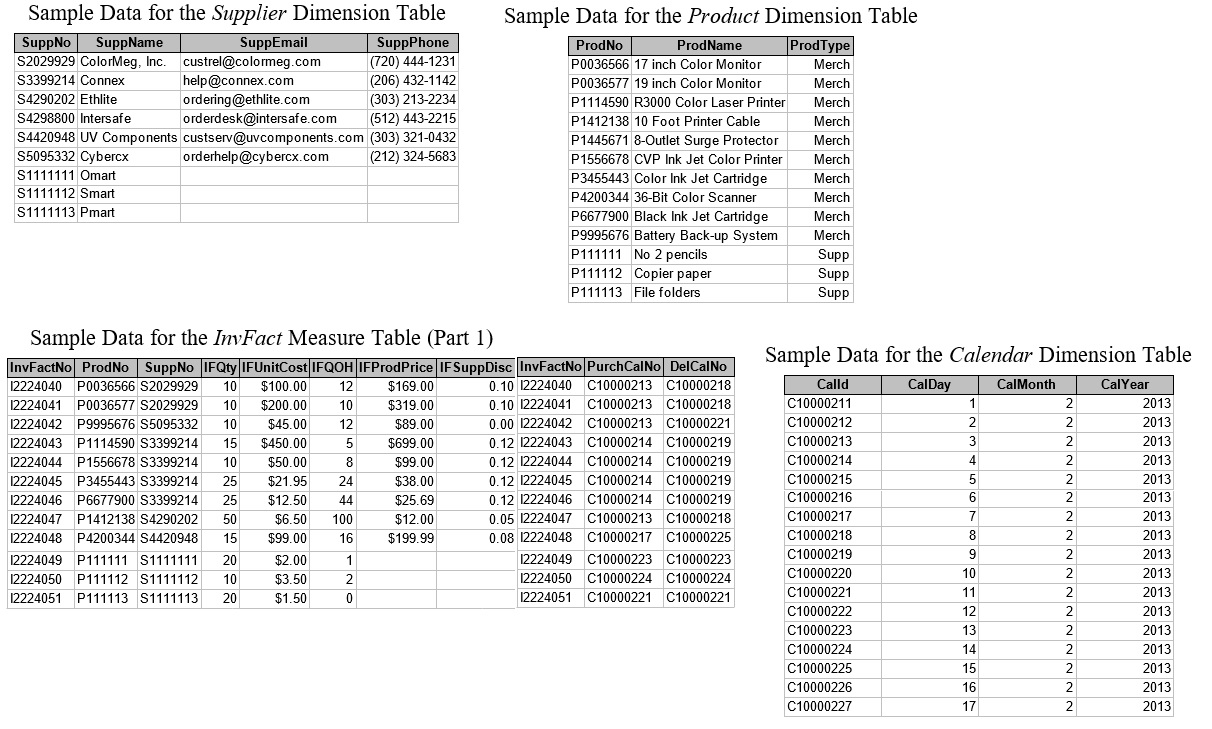 Sample Data for the Supplier Dimension Table
SuppNo SuppName SuppEmail SuppPhone
S2029929 ColorMeg, Inc. custrel@colormeg.com (720) 444-1231
S3399214 Connex help@connex.com (206) 432-1142
S4290202 Ethlite ordering@ethlite.com (303) 213-2234
S4298800 Intersafe orderdesk@intersafe.com (512) 443-2215
S4420948 UV Components custserv@uvcomponents.com (303) 321-0432
S5095332 Cybercx orderhelp@cybercx.com (212) 324-5683
S1111111 Omart
S1111112 Smart
S1111113 Pmart
Sample Data for the Product Dimension Table
ProdNo ProdName ProdType
P0036566 17 inch Color Monitor Merch
P0036577 19 inch Color Monitor Merch
P1114590 R3000 Color Laser Printer Merch
P1412138 10 Foot Printer Cable Merch
P1445671 8-Outlet Surge Protector Merch
P1556678 CVP Ink Jet Color Printer Merch
P3455443 Color Ink Jet Cartridge Merch
P4200344 36-Bit Color Scanner Merch
P6677900 Black Ink Jet Cartridge Merch
P9995676 Battery Back-up System Merch
P111111 No 2 pencils Supp
P111112 Copier paper Supp
P111113 File folders Supp
Sample Data for the InvFact Measure Table (Part 1)
InvFactNo ProdNo SuppNo IFQty IFUnitCost IFQOH IFProdPrice IFSuppDisc InvFactNo PurchCalNo DelCalNo
I2224040 P0036566 S2029929 10 $100.00 12 $169.00 0.10 I2224040 C10000213 C10000218
I2224041 P0036577 S2029929 10 $200.00 10 $319.00 0.10 I2224041 C10000213 C10000218
I2224042 P9995676 S5095332 10 $45.00 12 $89.00 0.00 I2224042 C10000213 C10000221
I2224043 P1114590 S3399214 15 $450.00 5 $699.00 0.12 I2224043 C10000214 C10000219
I2224044 P1556678 S3399214 10 $50.00 8 $99.00 0.12 I2224044 C10000214 C10000219
I2224045 P3455443 S3399214 25 $21.95 24 $38.00 0.12 I2224045 C10000214 C10000219
I2224046 P6677900 S3399214 25 $12.50 44 $25.69 0.12 I2224046 C10000214 C10000219
I2224047 P1412138 S4290202 50 $6.50 100 $12.00 0.05 I2224047 C10000213 C10000218
I2224048 P4200344 S4420948 15 $99.00 16 $199.99 0.08 I2224048 C10000217 C10000225
I2224049 P111111 S1111111 20 $2.00 1 I2224049 C10000223 C10000223
I2224050 P111112 S1111112 10 $3.50 2 I2224050 C10000224 C10000224
I2224051 P111113 S1111113 20 $1.50 0 I2224051 C10000221 C10000221
Sample Data for the Calendar Dimension Table
CalId CalDay CalMonth CalYear
C10000211 1 2 2013
C10000212 2 2 2013
C10000213 3 2 2013
C10000214 4 2 2013
C10000215 5 2 2013
C10000216 6 2 2013
C10000217 7 2 2013
C10000218 8 2 2013
C10000219 9 2 2013
C10000220 10 2 2013
C10000221 11 2 2013
C10000222 12 2 2013
C10000223 13 2 2013
C10000224 14 2 2013
C10000225 15 2 2013
C10000226 16 2 2013
C10000227 17 2 2013